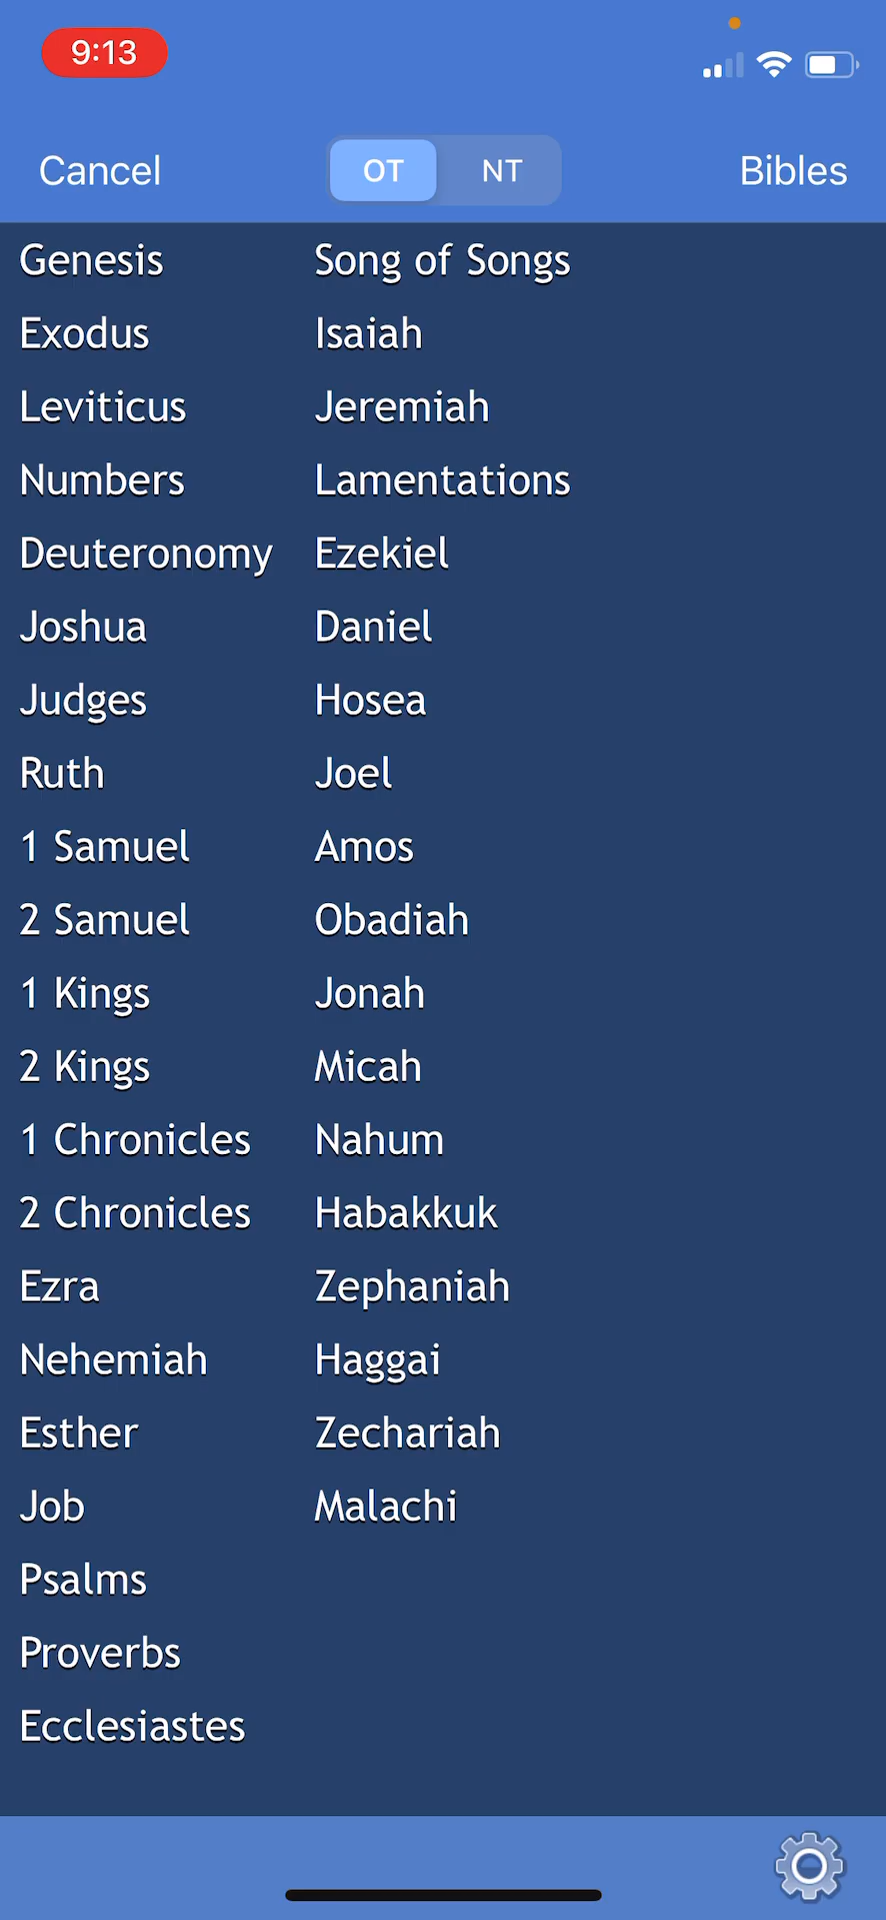 9:13
Cancel OT NT Bibles
Genesis
Exodus
Leviticus
Numbers
Deuteronomy
Joshua
Judges
Ruth
1 Samuel
2 Samuel
1 Kings
2 Kings
1 Chronicles
2 Chronicles
Ezra
Nehemiah
Esther
Job
Psalms
Proverbs
Ecclesiastes
Song of Songs
Isaiah
Jeremiah
Lamentations
Ezekiel
Daniel
Hosea
Joel
Amos
Obadiah
Jonah
Micah
Nahum
Habakkuk
Zephaniah
Haggai
Zechariah
Malachi